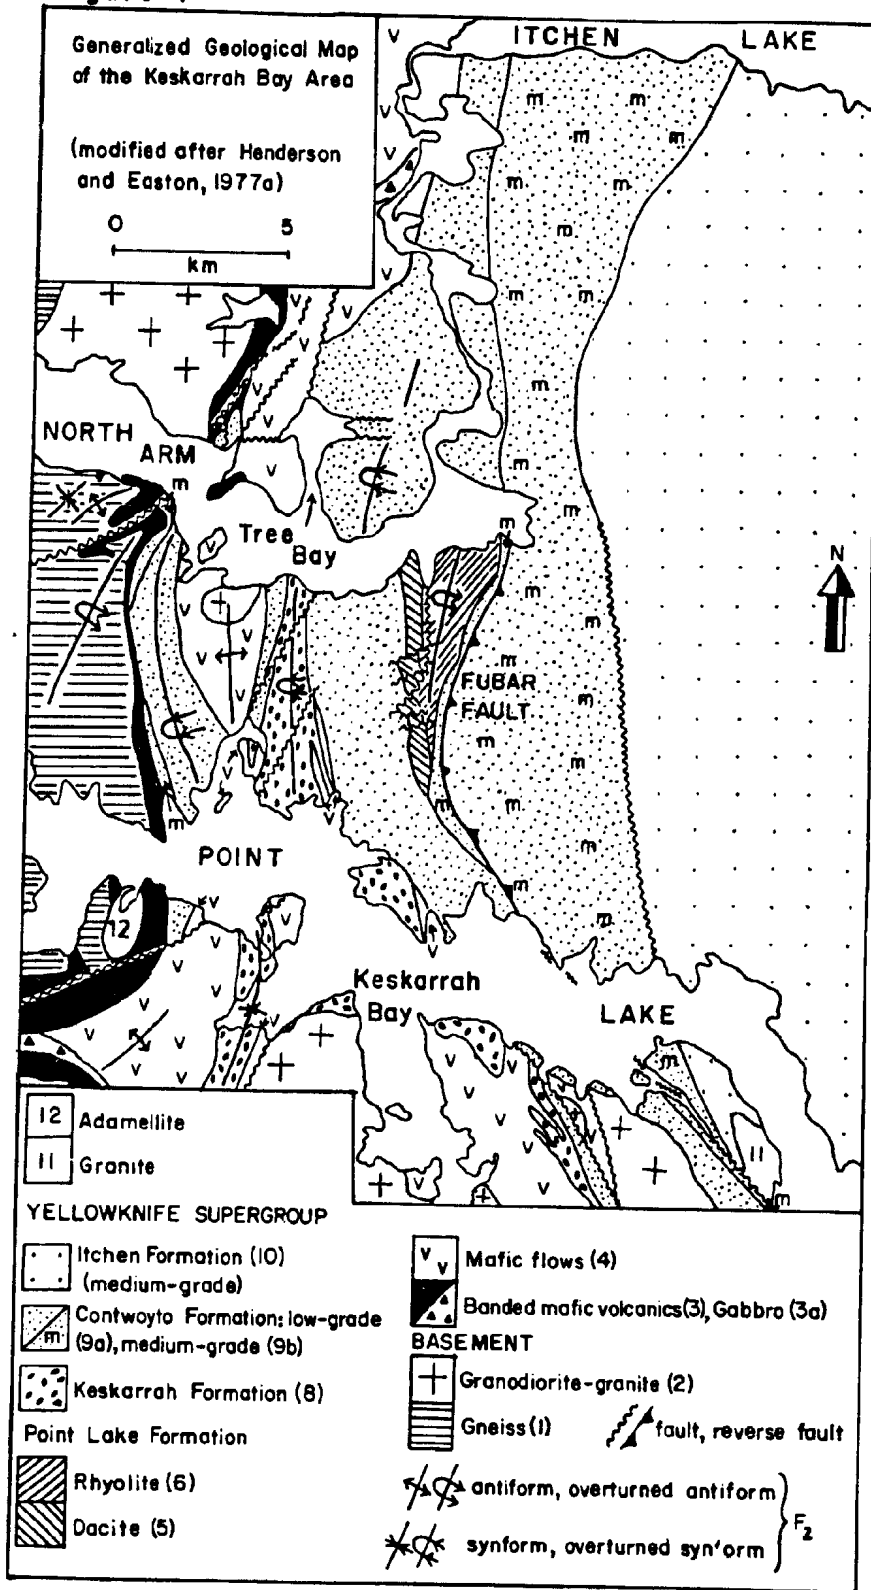 Generalized Geological Map
of the Keskarrah Bay Area
(modified after Henderson
and Easton, 1977a)
0 5
km
ITCHEN LAKE
NORTH
ARM
Tree
Bay
N
FUBAR
FAULT
POINT
12
Keskarrah
Bay
LAKE
11
12 Adamellite
11 Granite
YELLOWKNIFE SUPERGROUP
Itchen Formation (10)
(medium-grade)
Contwoyto Formation: low-grade
m (9a), medium-grade (9b)
Keskarrah Formation (8)
Point Lake Formation
Rhyolite (6)
Dacite (5)
v v Mafic flows (4)
Banded mafic volcanics(3), Gabbro (3a)
BASEMENT
+ Granodiorite-granite (2)
Gneiss (1)
fault, reverse fault
antiform, overturned antiform
synform, overturned syn'orm
F2